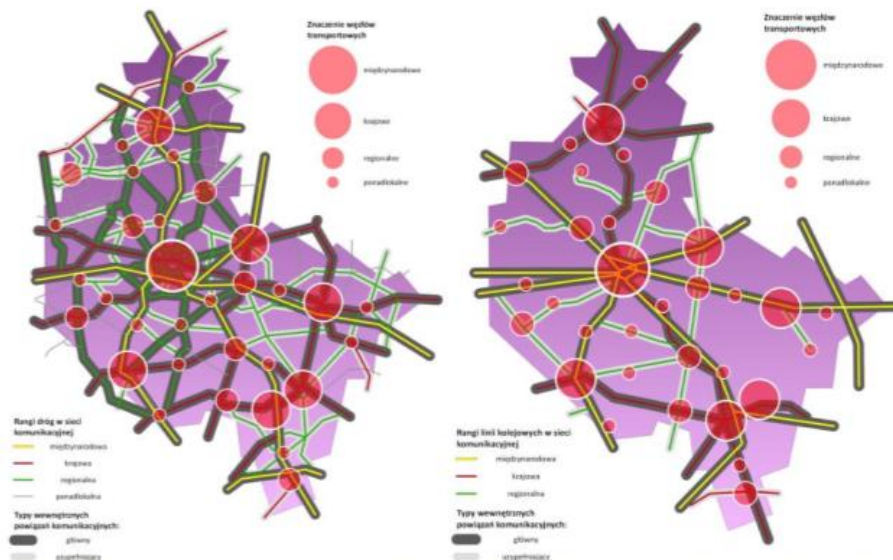 Znaczenie węzłów
transportowych
międzynarodowe
krajowe
regionalne
ponadlokalne
Rangi dróg w sieci
komunikacyjnej
międzynarodowa
krajowa
regionalna
ponadlokalna
Typy wewnętrznych
powiązań komunikacyjnych:
główny
uzupełniający
Znaczenie węzłów
transportowych
międzynarodowe
krajowe
regionalne
ponadlokalne
Rangi linii kolejowych w sieci
komunikacyjnej
międzynarodowa
krajowa
regionalna
Typy wewnętrznych
powiązań komunikacyjnych:
główny
uzupełniający